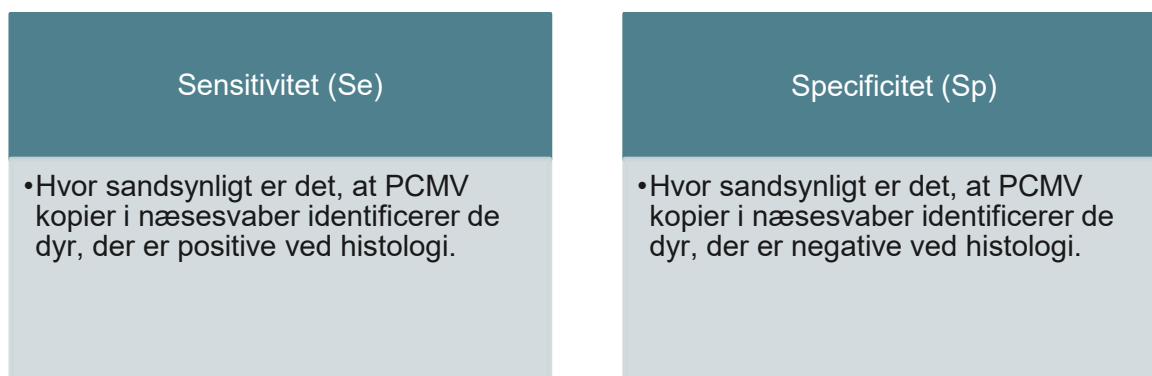 Sensitivitet (Se)
•Hvor sandsynligt er det, at PCMV
kopier i næsesvaber identificerer de
dyr, der er positive ved histologi.
Specificitet (Sp)
•Hvor sandsynligt er det, at PCMV
kopier i næsesvaber identificerer de
dyr, der er negative ved histologi.